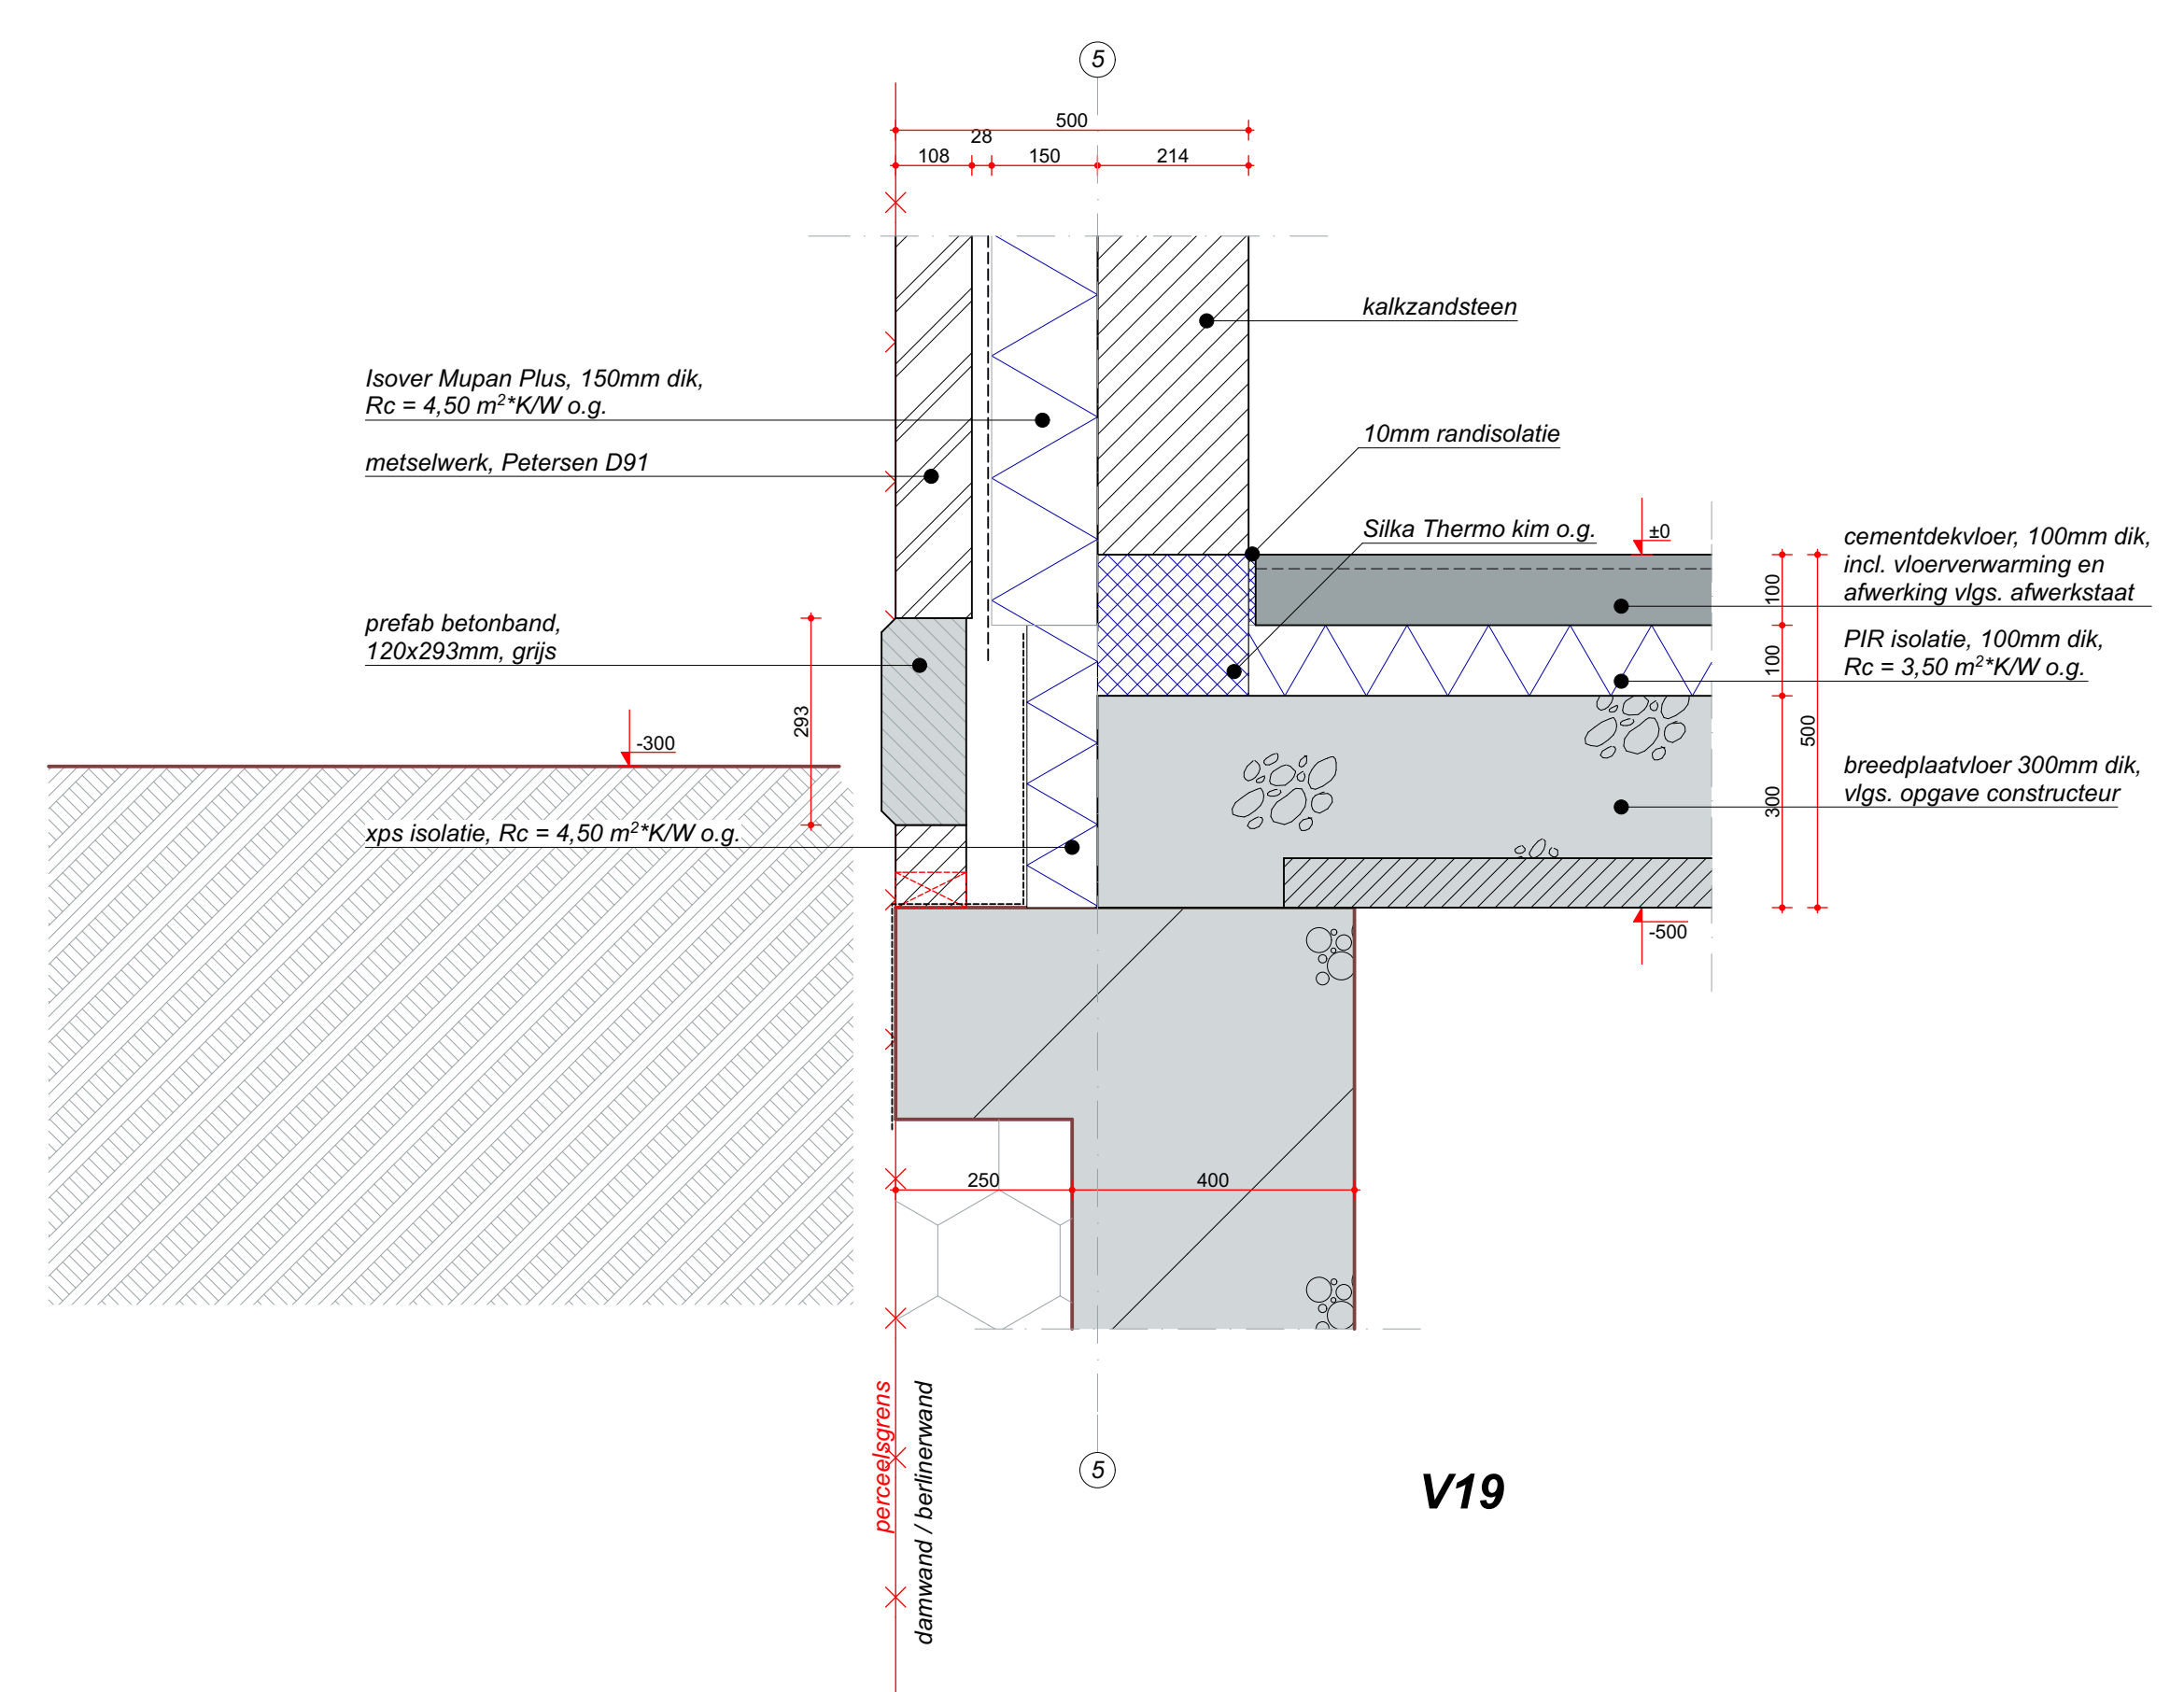 5
500
28
108
150
214
kalkzandsteen
Isover Mupan Plus, 150mm dik,
Rc = 4,50 m²*K/W o.g.
10mm randisolatie
metselwerk, Petersen D91
Silka Thermo kim o.g.
±0
cementdekvloer, 100mm dik,
incl. vloerverwarming en
afwerking vlgs. afwerkstaat
100
prefab betonband,
120x293mm, grijs
PIR isolatie, 100mm dik,
Rc = 3,50 m²*K/W o.g.
100
293
-300
500
breedplaatvloer 300mm dik,
vlgs. opgave constructeur
300
xps isolatie, Rc = 4,50 m²*K/W o.g.
-500
250
400
perceelsgrens
damwand / berlinerwand
5
V19